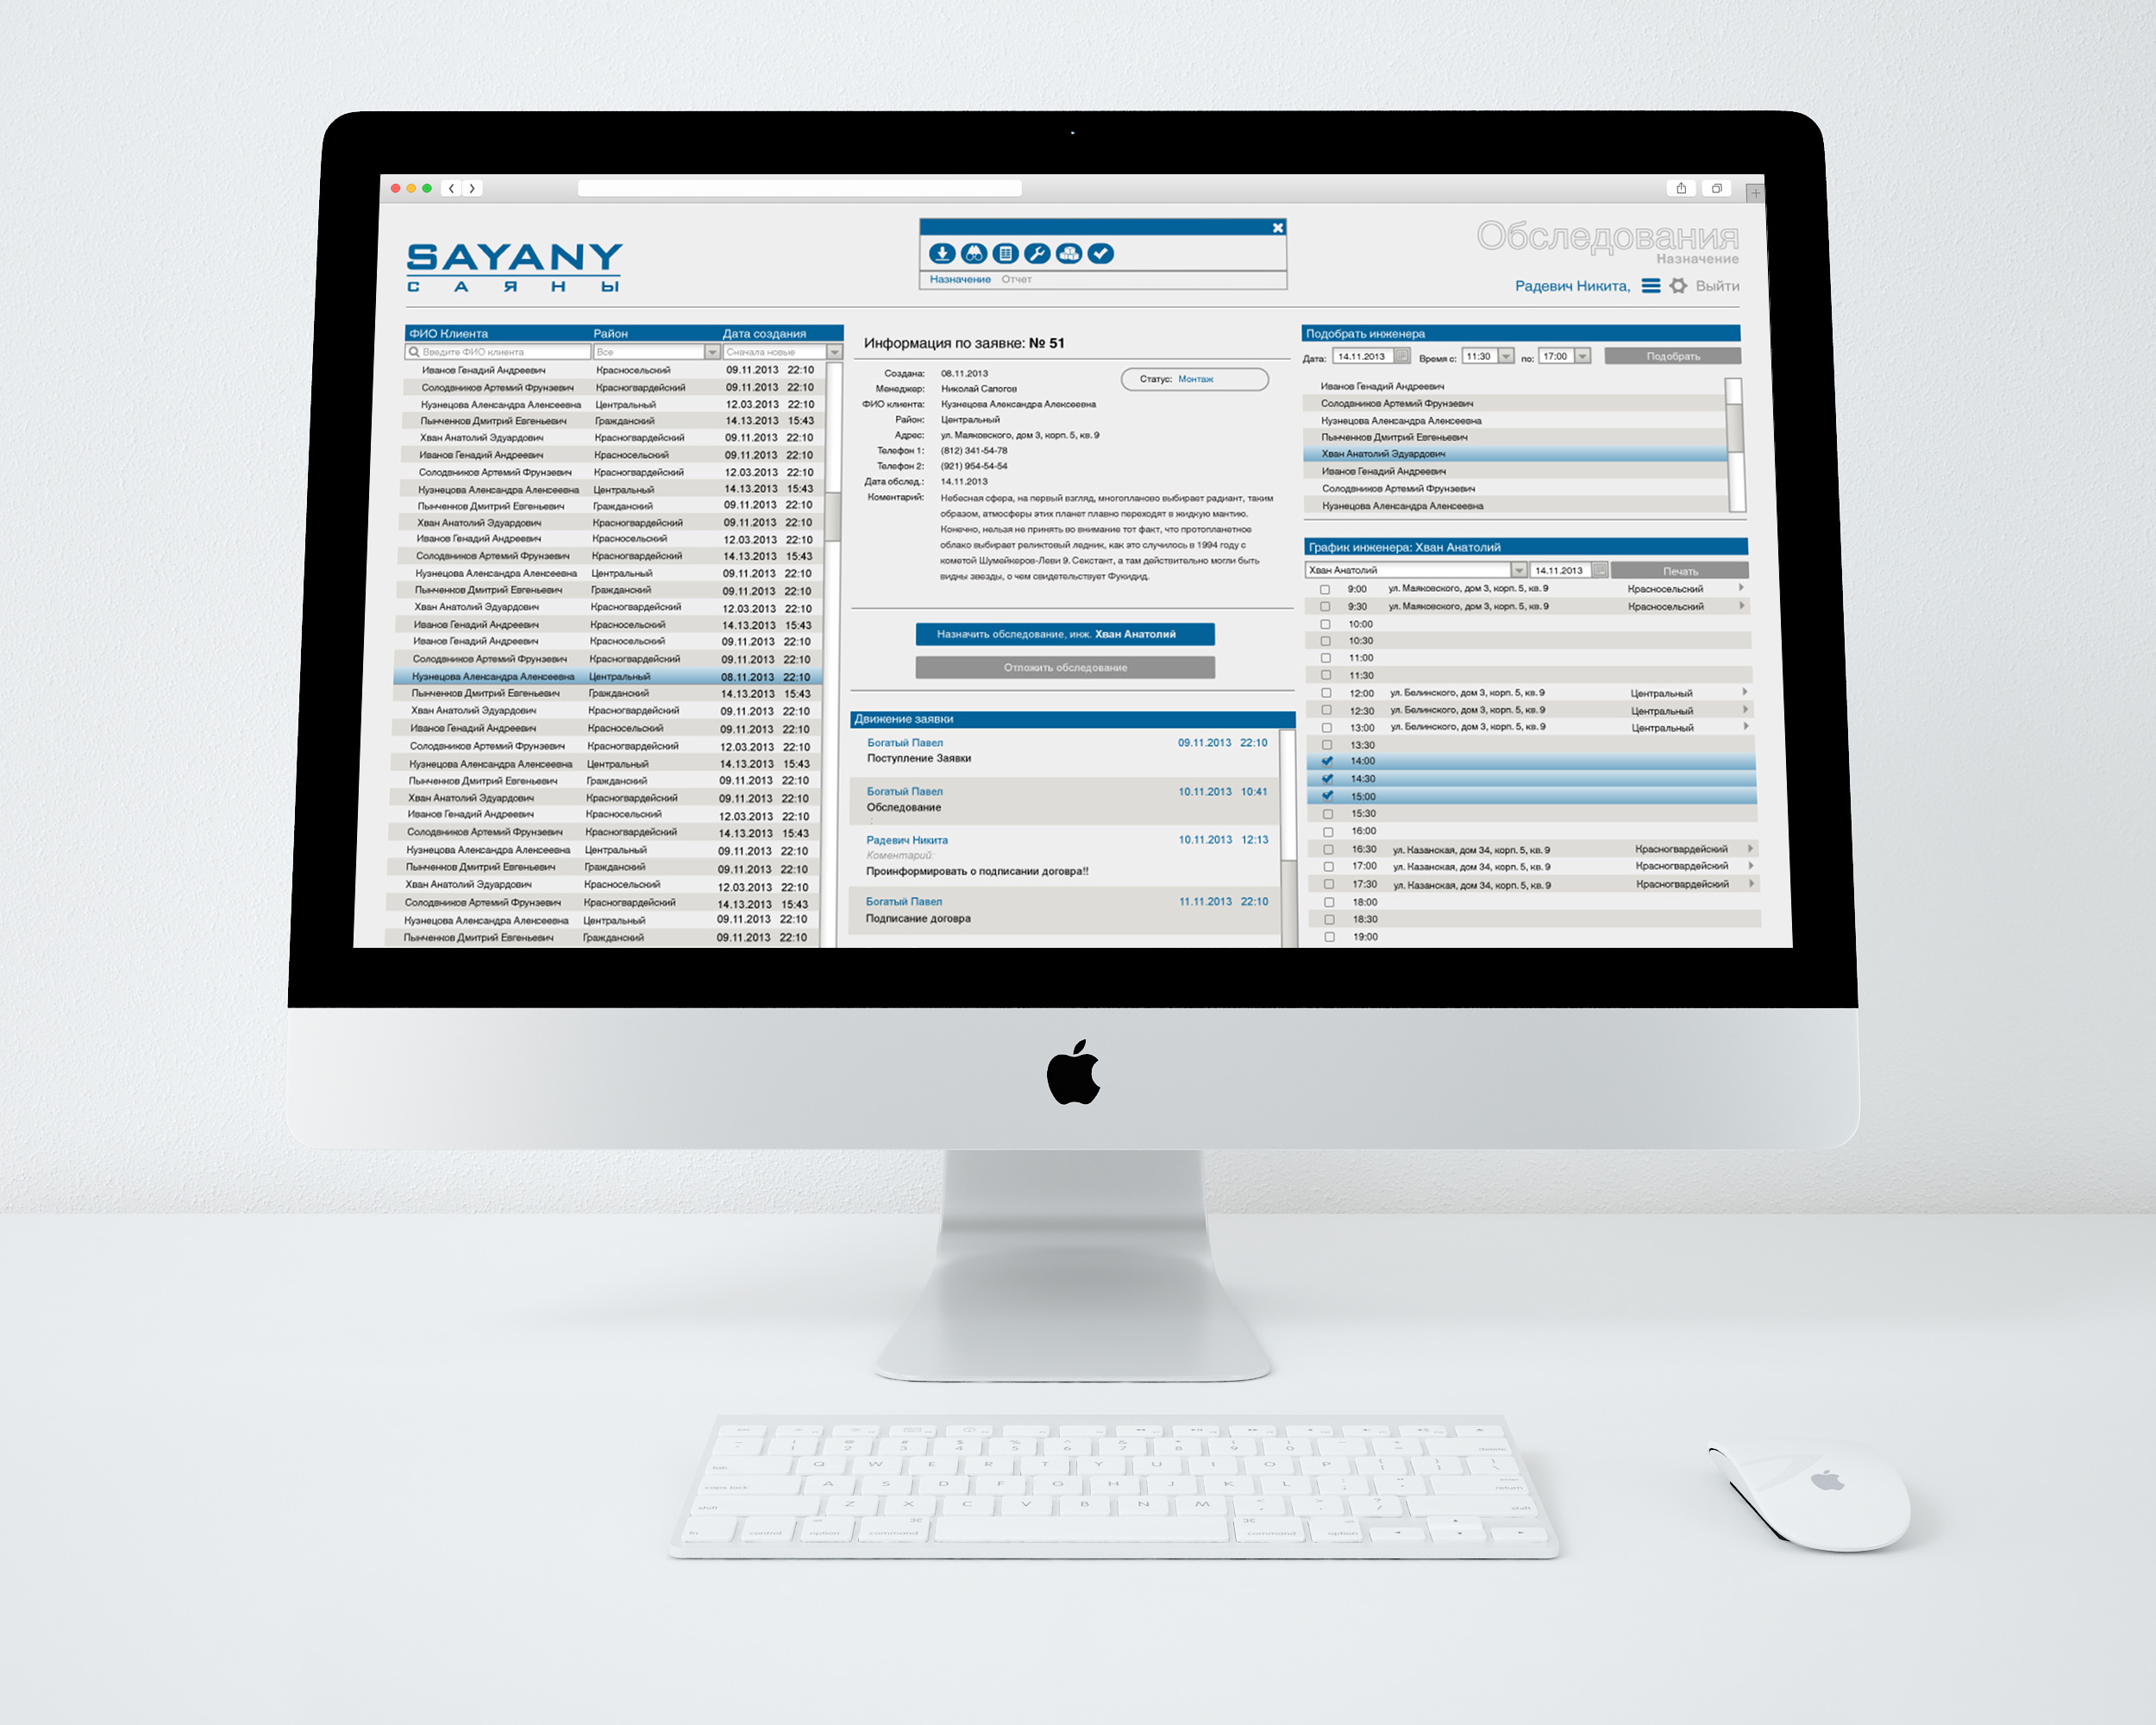 SAYANY
САЯНЫ
Назначение Отчет
Обследования
Назначение
Радевич Никита, Выйти
ФИО Клиента Район Дата создания
Введите ФИО клиента Все Сначала новые
Иванов Генадий Андреевич Красносельский 09.11.2013 22:10
Солодвников Артемий Фрунзевич Красногвардейский 09.11.2013 22:10
Кузнецова Александра Алексеевна Центральный 12.03.2013 22:10
Пынченков Дмитрий Евгеньевич Гражданский 14.13.2013 15:43
Хван Анатолий Эдуардович Красногвардейский 09.11.2013 22:10
Иванов Генадий Андреевич Красносельский 09.11.2013 22:10
Солодвников Артемий Фрунзевич Красногвардейский 12.03.2013 22:10
Кузнецова Александра Алексеевна Центральный 14.13.2013 15:43
Пынченков Дмитрий Евгеньевич Гражданский 09.11.2013 22:10
Хван Анатолий Эдуардович Красногвардейский 09.11.2013 22:10
Иванов Генадий Андреевич Красносельский 12.03.2013 22:10
Солодвников Артемий Фрунзевич Красногвардейский 14.13.2013 15:43
Кузнецова Александра Алексеевна Центральный 09.11.2013 22:10
Пынченков Дмитрий Евгеньевич Гражданский 09.11.2013 22:10
Хван Анатолий Эдуардович Красногвардейский 12.03.2013 22:10
Иванов Генадий Андреевич Красносельский 14.13.2013 15:43
Иванов Генадий Андреевич Красносельский 09.11.2013 22:10
Солодвников Артемий Фрунзевич Красногвардейский 09.11.2013 22:10
Кузнецова Александра Алексеевна Центральный 08.11.2013 22:10
Пынченков Дмитрий Евгеньевич Гражданский 14.13.2013 15:43
Хван Анатолий Эдуардович Красногвардейский 09.11.2013 22:10
Иванов Генадий Андреевич Красносельский 09.11.2013 22:10
Солодвников Артемий Фрунзевич Красногвардейский 12.03.2013 22:10
Кузнецова Александра Алексеевна Центральный 14.13.2013 15:43
Пынченков Дмитрий Евгеньевич Гражданский 09.11.2013 22:10
Хван Анатолий Эдуардович Красногвардейский 09.11.2013 22:10
Иванов Генадий Андреевич Красносельский 12.03.2013 22:10
Солодвников Артемий Фрунзевич Красногвардейский 14.13.2013 15:43
Кузнецова Александра Алексеевна Центральный 09.11.2013 22:10
Пынченков Дмитрий Евгеньевич Гражданский 09.11.2013 22:10
Хван Анатолий Эдуардович Красносельский 12.03.2013 22:10
Солодвников Артемий Фрунзевич Красногвардейский 14.13.2013 15:43
Кузнецова Александра Алексеевна Центральный 09.11.2013 22:10
Пынченков Дмитрий Евгеньевич Гражданский 09.11.2013 22:10
Информация по заявке: № 51
Создана: 08.11.2013
Статус: Монтаж
Менеджер: Николай Сапогов
ФИО клиента: Кузнецова Александра Алексеевна
Район: Центральный
Адрес: ул. Маяковского, дом 3, корп. 5, кв. 9
Телефон 1: (812) 341-54-78
Телефон 2: (921) 954-54-54
Дата обслед.: 14.11.2013
Коментарий: Небесная сфера, на первый взгляд, многопланово выбирает радиант, таким
образом, атмосферы этих планет плавно переходят в жидкую мантию.
Конечно, нельзя не принять во внимание тот факт, что протопланетное
облако выбирает реликтовый ледник, как это случилось в 1994 году с
кометой Шумейкеров-Леви 9. Секстант, а там действительно могли быть
видны звезды, о чем свидетельствует Фукидид.
Назначить обследование, инж. Хван Анатолий
Отложить обследование
Движение заявки
Богатый Павел 09.11.2013 22:10
Поступление Заявки
Богатый Павел 10.11.2013 10:41
Обследование
:
Радевич Никита 10.11.2013 12:13
Коментарий:
Проинформировать о подписании договра!!
Богатый Павел 11.11.2013 22:10
Подписание договра
Подобрать инженера
Дата: 14.11.2013 Время с: 11:30 по: 17:00 Подобрать
Иванов Генадий Андреевич
Солодвников Артемий Фрунзевич
Кузнецова Александра Алексеевна
Пынченков Дмитрий Евгеньевич
Хван Анатолий Эдуардович
Иванов Генадий Андреевич
Солодвников Артемий Фрунзевич
Кузнецова Александра Алексеевна
График инженера: Хван Анатолий
Хван Анатолий 14.11.2013 Печать
9:00 ул. Маяковского, дом 3, корп. 5, кв. 9 Красносельский
9:30 ул. Маяковского, дом 3, корп. 5, кв. 9 Красносельский
10:00
10:30
11:00
11:30
12:00 ул. Белинского, дом 3, корп. 5, кв. 9 Центральный
12:30 ул. Белинского, дом 3, корп. 5, кв. 9 Центральный
13:00 ул. Белинского, дом 3, корп. 5, кв. 9 Центральный
13:30
14:00
14:30
15:00
15:30
16:00
16:30 ул. Казанская, дом 34, корп. 5, кв. 9 Красногвардейский
17:00 ул. Казанская, дом 34, корп. 5, кв. 9 Красногвардейский
17:30 ул. Казанская, дом 34, корп. 5, кв. 9 Красногвардейский
18:00
18:30
19:00
1 2 3 4 5 6 7 8 9 0
tab Q W E R T Y U I O P
caps lock A S D F G H J K L return
shift Z X C V B N M shift
fn control option command command option